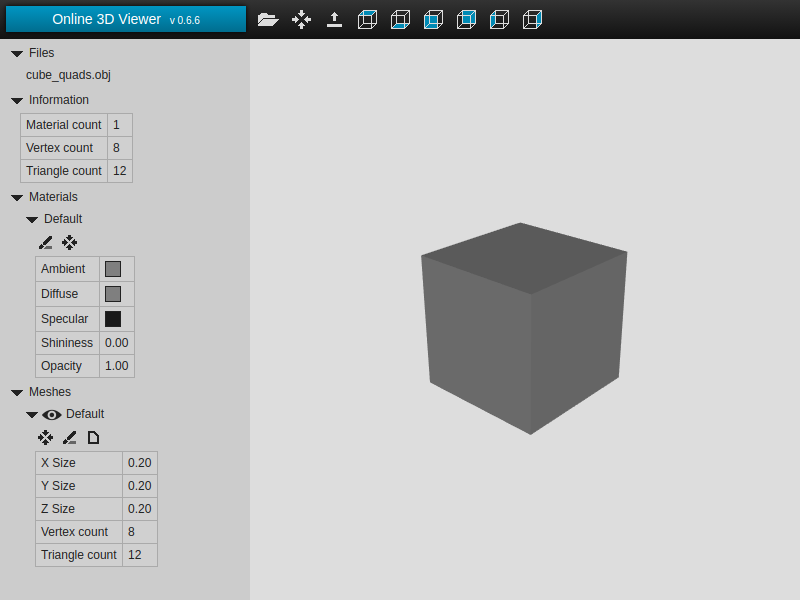 Online 3D Viewer v 0.6.6
Files
cube_quads.obj
Information
Material count 1
Vertex count 8
Triangle count 12
Materials
Default
Ambient
Diffuse
Specular
Shininess 0.00
Opacity 1.00
Meshes
Default
X Size 0.20
Y Size 0.20
Z Size 0.20
Vertex count 8
Triangle count 12